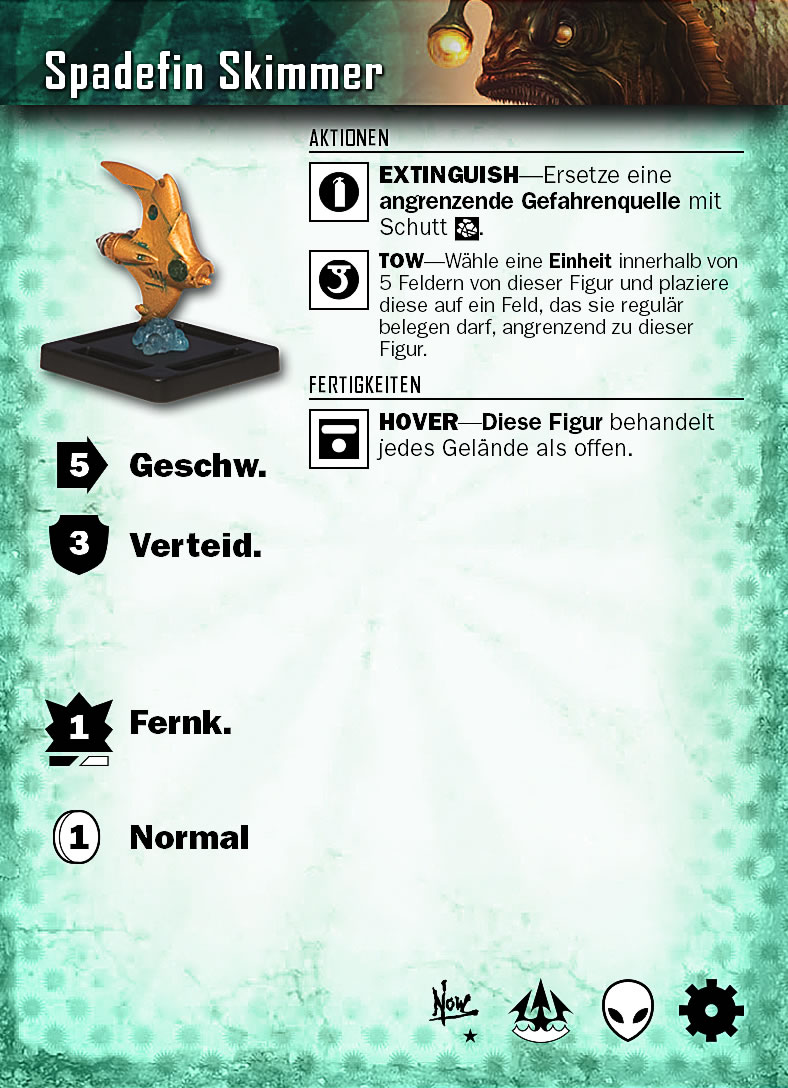 Spadefin Skimmer
AKTIONEN
EXTINGUISH—Ersetze eine
angrenzende Gefahrenquelle mit
Schutt.
TOW—Wähle eine Einheit innerhalb von
5 Feldern von dieser Figur und plaziere
diese auf ein Feld, das sie regulär
belegen darf, angrenzend zu dieser
Figur.
FERTIGKEITEN
HOVER—Diese Figur behandelt
jedes Gelände als offen.
5 Geschw.
3 Verteid.
1 Fernk.
1 Normal
Now